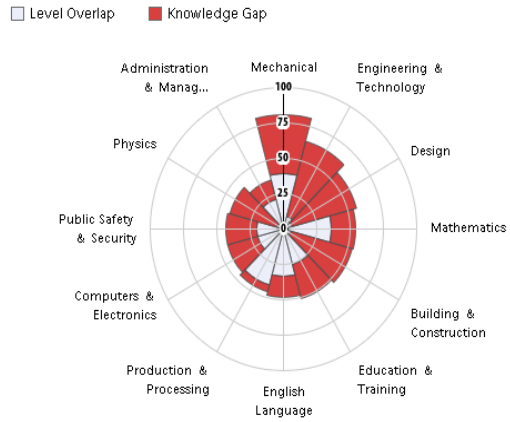 Level Overlap Knowledge Gap
Mechanical
Administration
& Manag...
Engineering &
Technology
100
75
50
25
0
Physics
Design
Public Safety
& Security
Mathematics
Computers &
Electronics
Building &
Construction
Production &
Processing
Education &
Training
English
Language